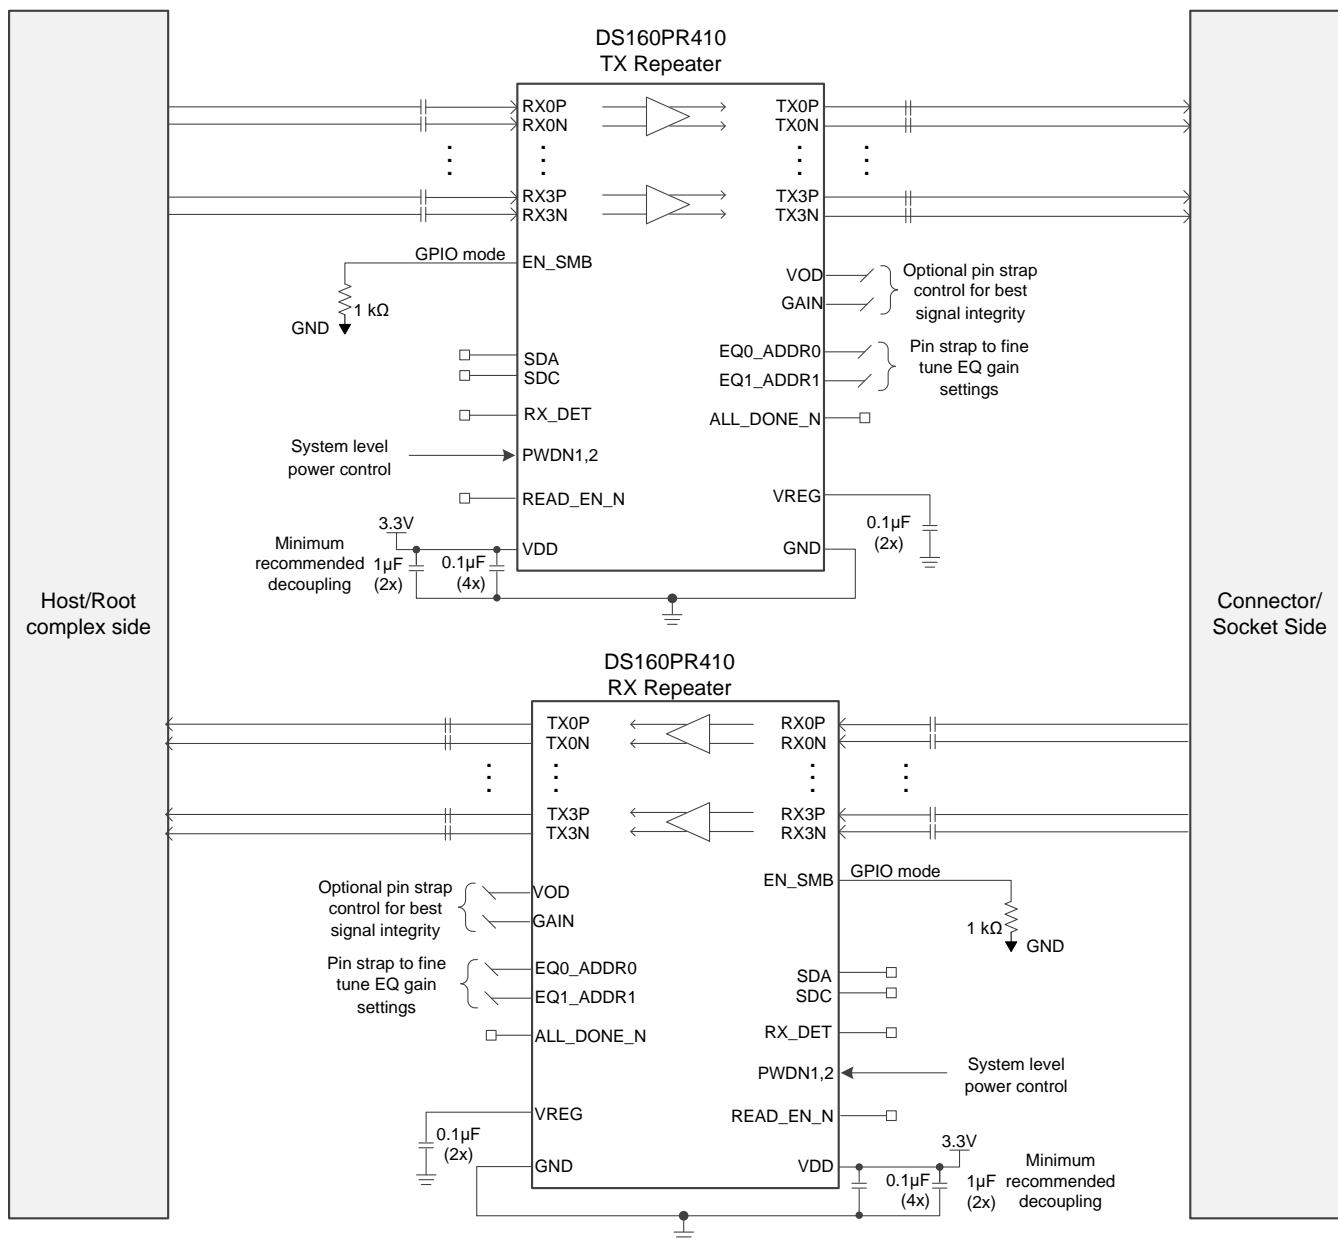 DS160PR410
TX Repeater
RX0P
RX0N
RX3P
RX3N
TX0P
TX0N
TX3P
TX3N
GPIO mode
EN_SMB
1 kΩ
GND
SDA
SDC
RX_DET
System level
power control
PWDN1,2
READ_EN_N
3.3V
Minimum
recommended
decoupling
1µF
(2x)
0.1µF
(4x)
VDD
VOD
GAIN
Optional pin strap
control for best
signal integrity
EQ0_ADDR0
EQ1_ADDR1
Pin strap to fine
tune EQ gain
settings
ALL_DONE_N
VREG
0.1µF
(2x)
GND
Host/Root
complex side
Connector/
Socket Side
DS160PR410
RX Repeater
TX0P
TX0N
TX3P
TX3N
RX0P
RX0N
RX3P
RX3N
Optional pin strap
control for best
signal integrity
VOD
GAIN
Pin strap to fine
tune EQ gain
settings
EQ0_ADDR0
EQ1_ADDR1
ALL_DONE_N
VREG
0.1µF
(2x)
GND
EN_SMB
GPIO mode
1 kΩ
GND
SDA
SDC
RX_DET
PWDN1,2
System level
power control
READ_EN_N
VDD
3.3V
0.1µF
(4x)
1µF
(2x)
Minimum
recommended
decoupling